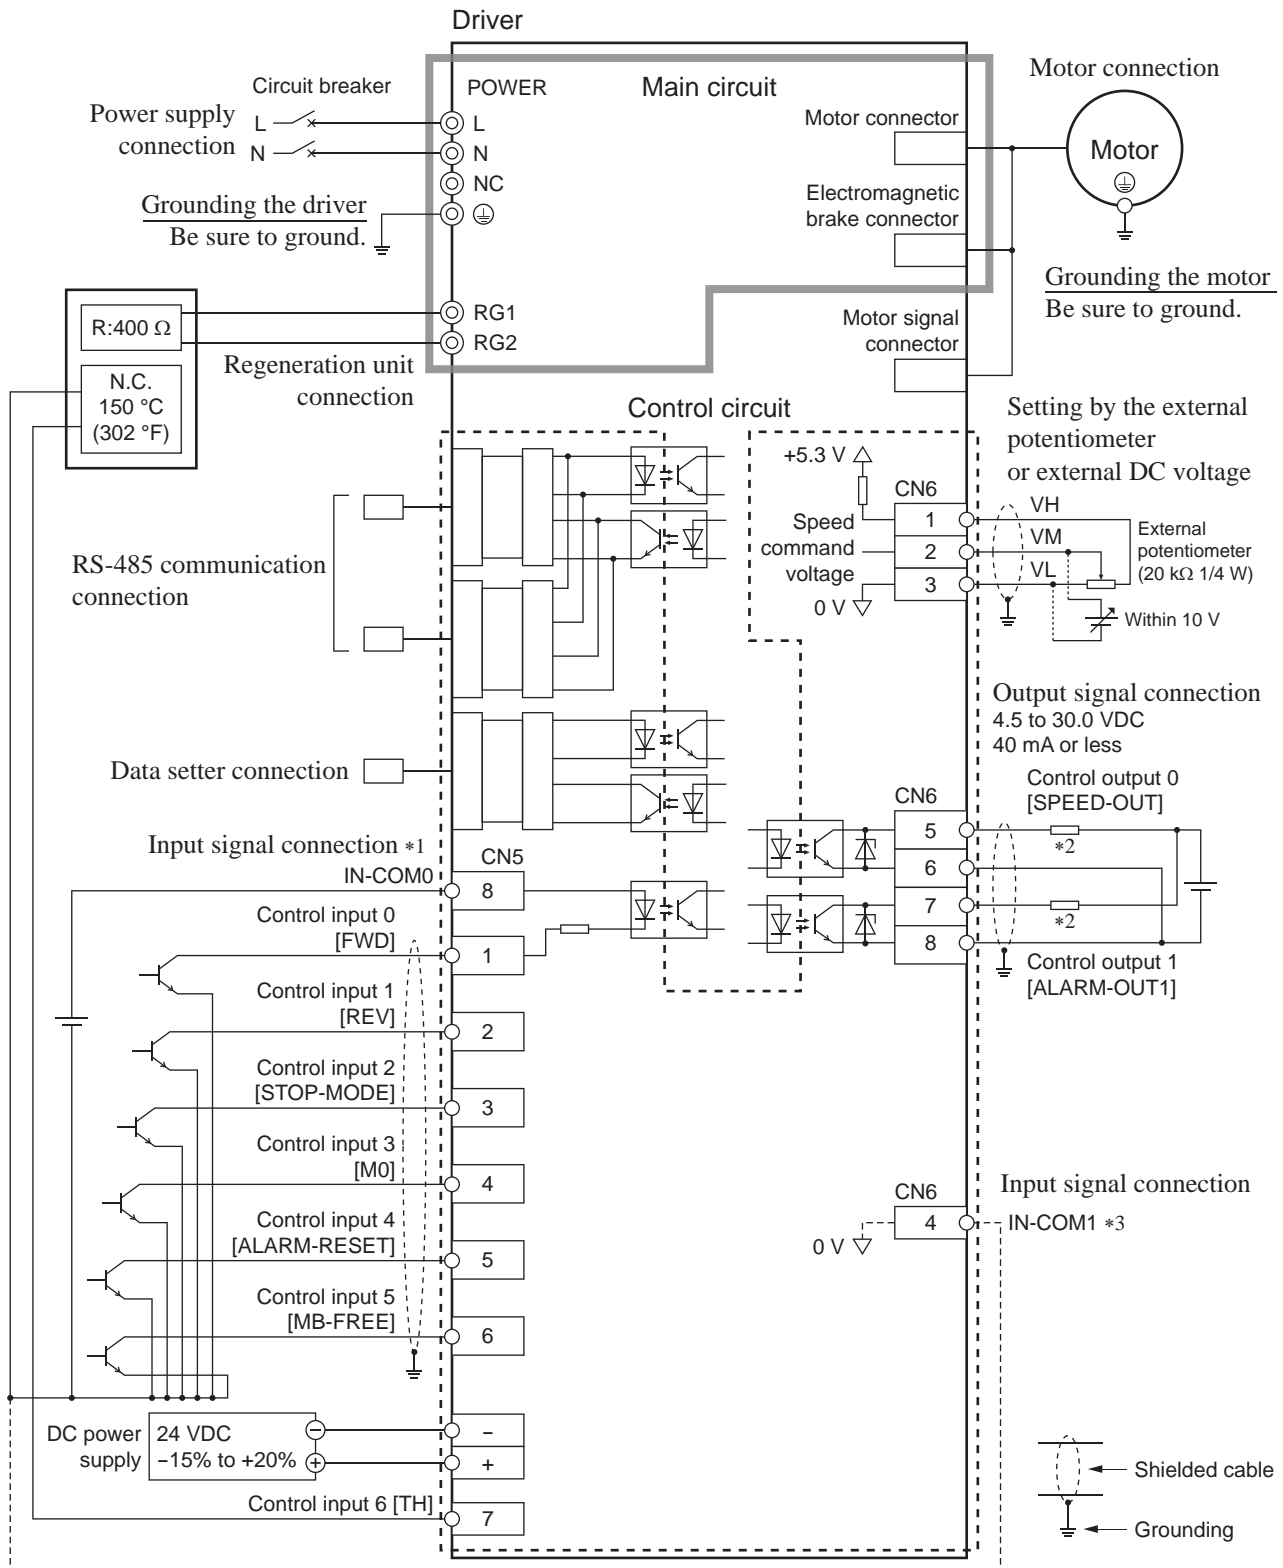 Driver
Circuit breaker
POWER
Main circuit
Motor connection
Power supply
connection
L
N
L
N
NC
Motor connector
Motor
Electromagnetic
brake connector
Grounding the driver
Be sure to ground.
Grounding the motor
Be sure to ground.
R:400 Ω
RG1
RG2
Motor signal
connector
Regeneration unit
connection
N.C.
150 °C
(302 °F)
Control circuit
Setting by the external
potentiometer
or external DC voltage
+5.3 V
CN6
Speed
command
voltage
0 V
1
2
3
VH
VM
VL
External
potentiometer
(20 kΩ 1/4 W)
Within 10 V
RS-485 communication
connection
Output signal connection
4.5 to 30.0 VDC
40 mA or less
Data setter connection
Control output 0
[SPEED-OUT]
CN6
5
6
7
8
*2
*2
Control output 1
[ALARM-OUT1]
Input signal connection *1
CN5
IN-COM0
8
Control input 0
[FWD]
1
Control input 1
[REV]
2
Control input 2
[STOP-MODE]
3
Control input 3
[M0]
4
Control input 4
[ALARM-RESET]
5
Control input 5
[MB-FREE]
6
CN6
Input signal connection
0 V
4
IN-COM1 *3
DC power
supply
24 VDC
−15% to +20%
−
+
−
+
Control input 6 [TH]
7
Shielded cable
Grounding